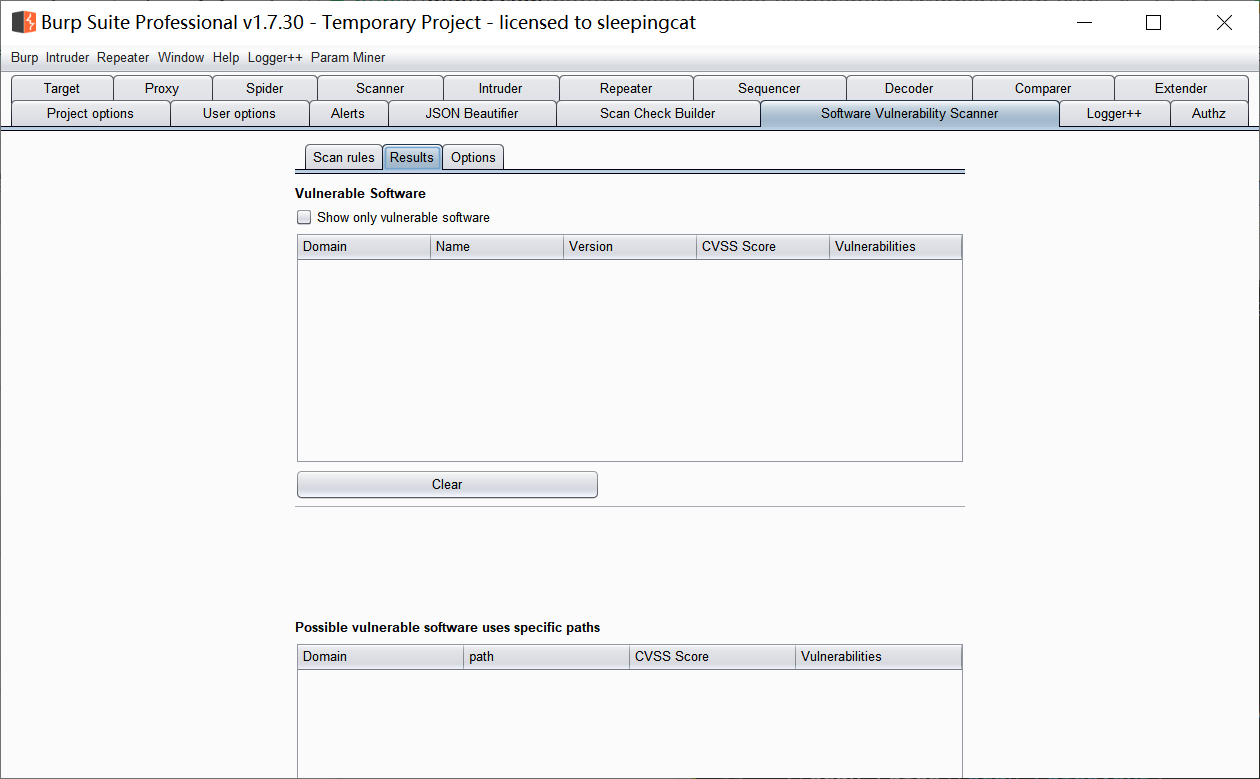 Burp Suite Professional v1.7.30 - Temporary Project - licensed to sleepingcat
Burp Intruder Repeater Window Help Logger++ Param Miner
Target Proxy Spider Scanner Intruder Repeater Sequencer Decoder Comparer Extender
Project options User options Alerts JSON Beautifier Scan Check Builder Software Vulnerability Scanner Logger++ Authz
Scan rules Results Options
Vulnerable Software
Show only vulnerable software
Domain Name Version CVSS Score Vulnerabilities
Clear
Possible vulnerable software uses specific paths
Domain path CVSS Score Vulnerabilities